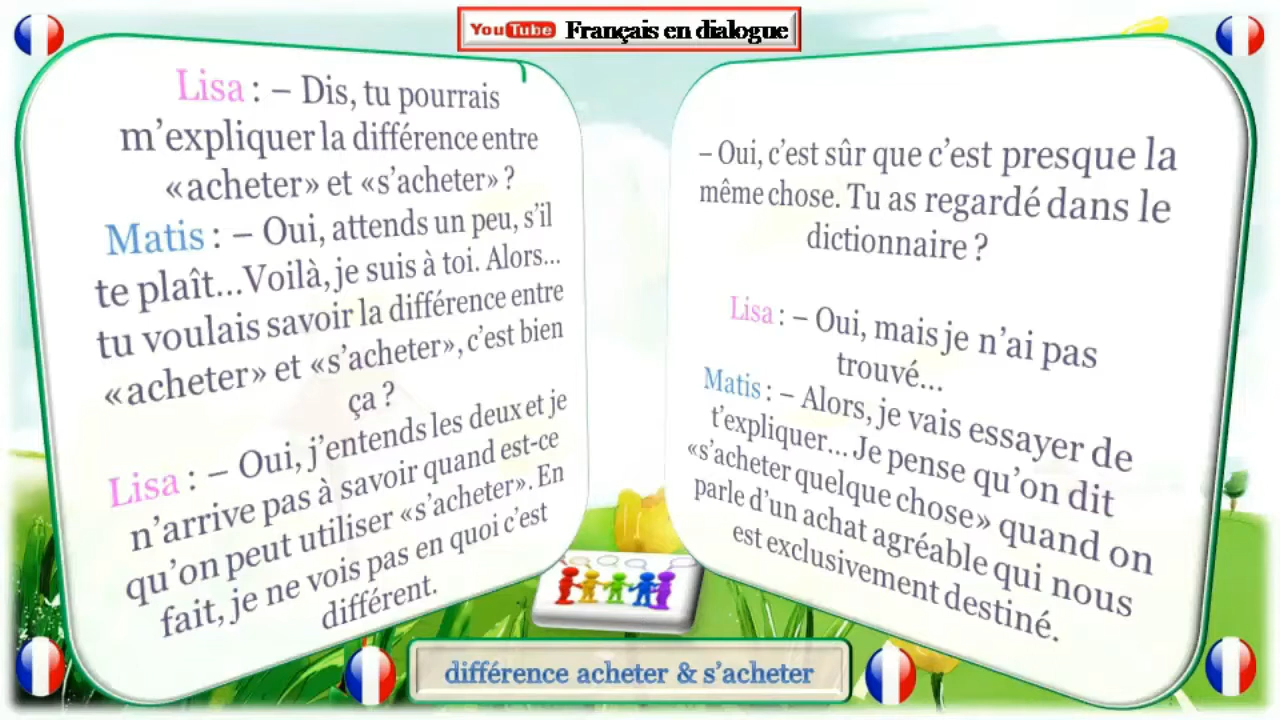 YouTube Français en dialogue
Lisa : – Dis, tu pourrais
m’expliquer la différence entre
«acheter» et «s’acheter» ?
Matis : – Oui, attends un peu, s’il
te plaît…Voilà, je suis à toi. Alors…
tu voulais savoir la différence entre
«acheter» et «s’acheter», c’est bien
ça ?
Lisa : – Oui, j’entends les deux et je
n’arrive pas à savoir quand est-ce
qu’on peut utiliser «s’acheter». En
fait, je ne vois pas en quoi c’est
différent.
– Oui, c’est sûr que c’est presque la
même chose. Tu as regardé dans le
dictionnaire ?
Lisa : – Oui, mais je n’ai pas
trouvé…
Matis : – Alors, je vais essayer de
t’expliquer… Je pense qu’on dit
«s’acheter quelque chose» quand on
parle d’un achat agréable qui nous
est exclusivement destiné.
différence acheter & s’acheter